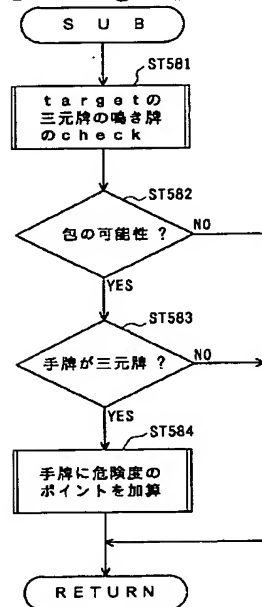 SUB
ST581
targetの
三元牌の鳴き牌
のcheck
ST582
包の可能性？
NO
YES
ST583
手牌が三元牌？
NO
YES
ST584
手牌に危険度の
ポイントを加算
RETURN